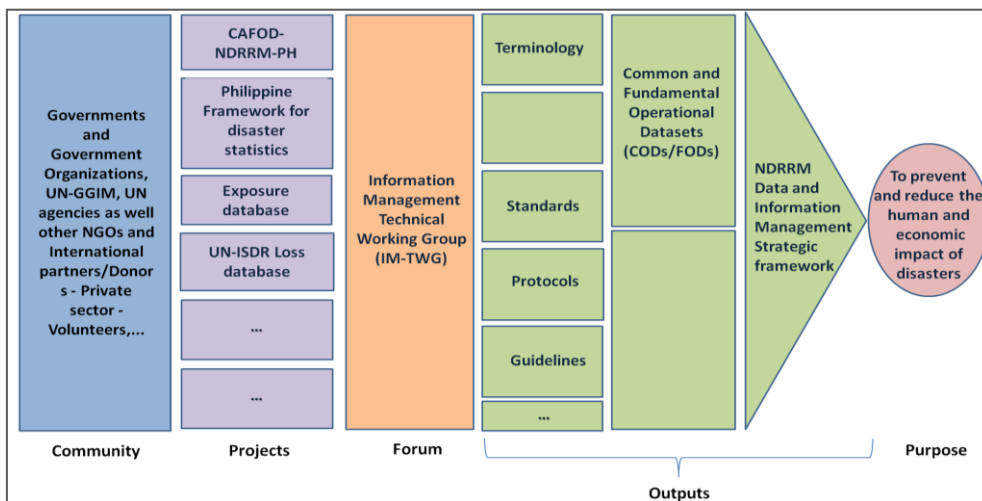 Governments
and
Government
Organizations,
UN-GGIM, UN
agencies as well
other NGOs and
International
partners/Donor
s - Private
sector -
Volunteers,...
Community
CAFOD-
NDRRM-PH
Philippine
Framework for
disaster
statistics
Exposure
database
UN-ISDR Loss
database
...
...
Projects
Information
Management
Technical
Working Group
(IM-TWG)
Forum
Terminology
Standards
Protocols
Guidelines
...
Common and
Fundamental
Operational
Datasets
(CODs/FODs)
NDRRM
Data and
Information
Management
Strategic
framework
Outputs
To prevent
and reduce the
human and
economic
impact of
disasters
Purpose